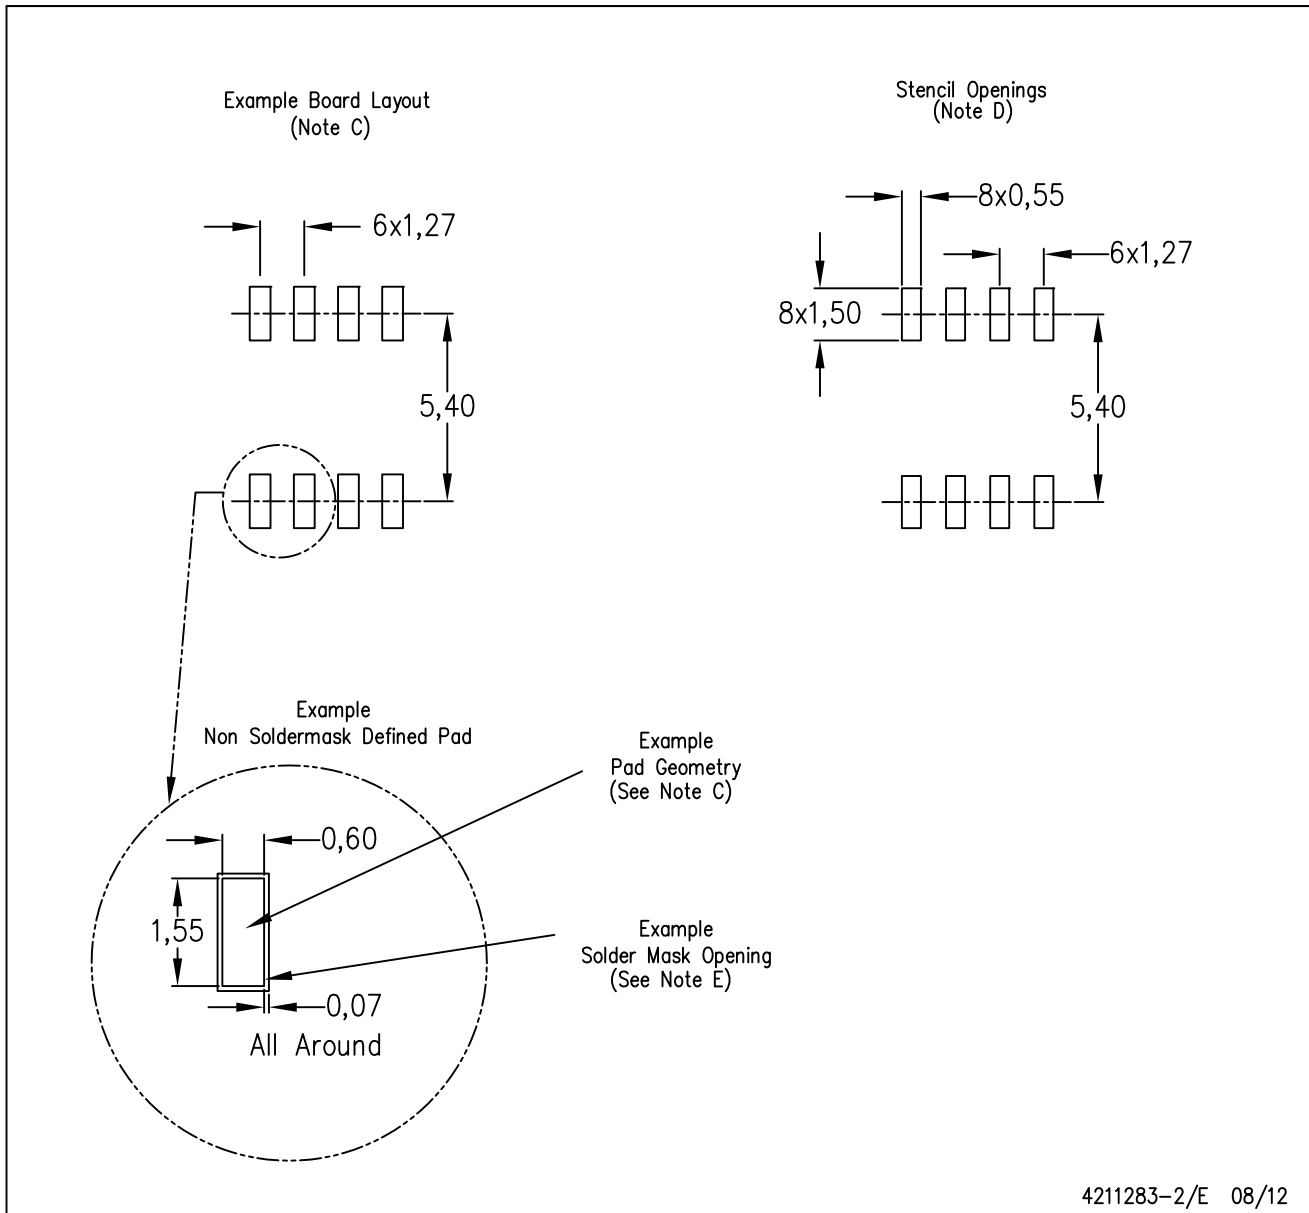 Example Board Layout
(Note C)
Stencil Openings
(Note D)
6x1,27
5,40
8x0,55
6x1,27
8x1,50
5,40
Example
Non Soldermask Defined Pad
Example
Pad Geometry
(See Note C)
0,60
1,55
Example
Solder Mask Opening
(See Note E)
0,07
All Around
4211283-2/E 08/12